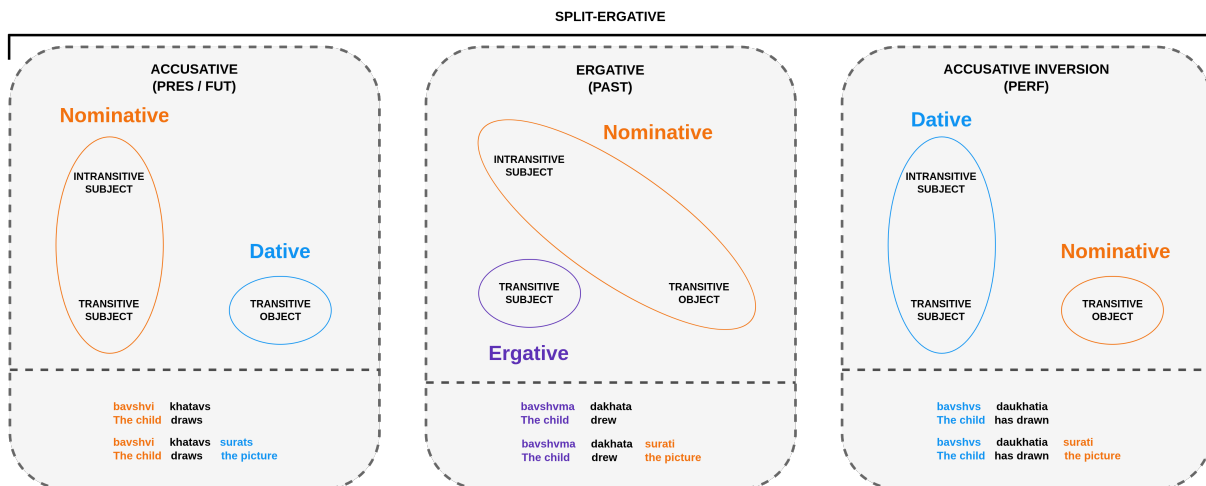 SPLIT-ERGATIVE
ACCUSATIVE
(PRES / FUT)
Nominative
INTRANSITIVE
SUBJECT
Dative
TRANSITIVE
SUBJECT
TRANSITIVE
OBJECT
bavshvi khatavs
The child draws
bavshvi khatavs surats
The child draws the picture
ERGATIVE
(PAST)
Nominative
INTRANSITIVE
SUBJECT
TRANSITIVE
SUBJECT
TRANSITIVE
OBJECT
Ergative
bavshvma dakhata
The child drew
bavshvma dakhata surati
The child drew the picture
ACCUSATIVE INVERSION
(PERF)
Dative
INTRANSITIVE
SUBJECT
Nominative
TRANSITIVE
SUBJECT
TRANSITIVE
OBJECT
bavshvs daukhatia
The child has drawn
bavshvs daukhatia surati
The child has drawn the picture